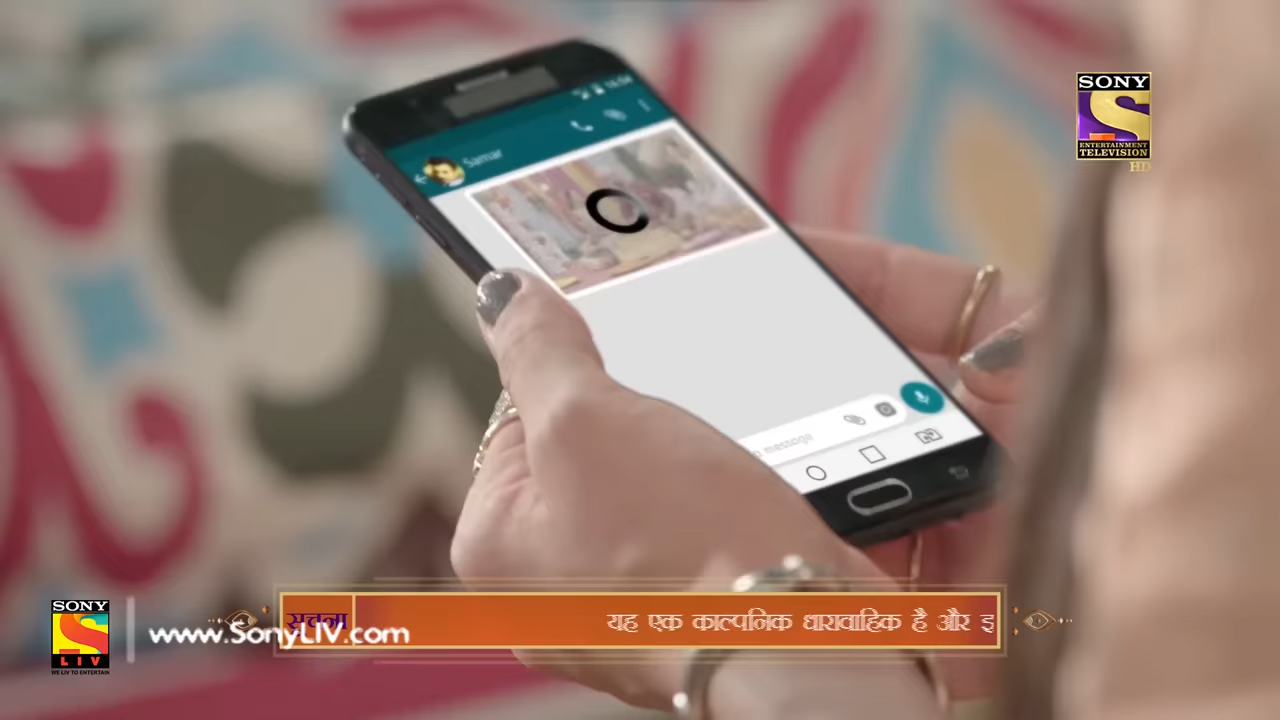 SONY
ENTERTAINMENT
TELEVISION
HD
Samar
message
सूचना
यह एक काल्पनिक धारावाहिक है और इ
SONY
LIV
WE LIV TO ENTERTAIN
www.SonyLIV.com